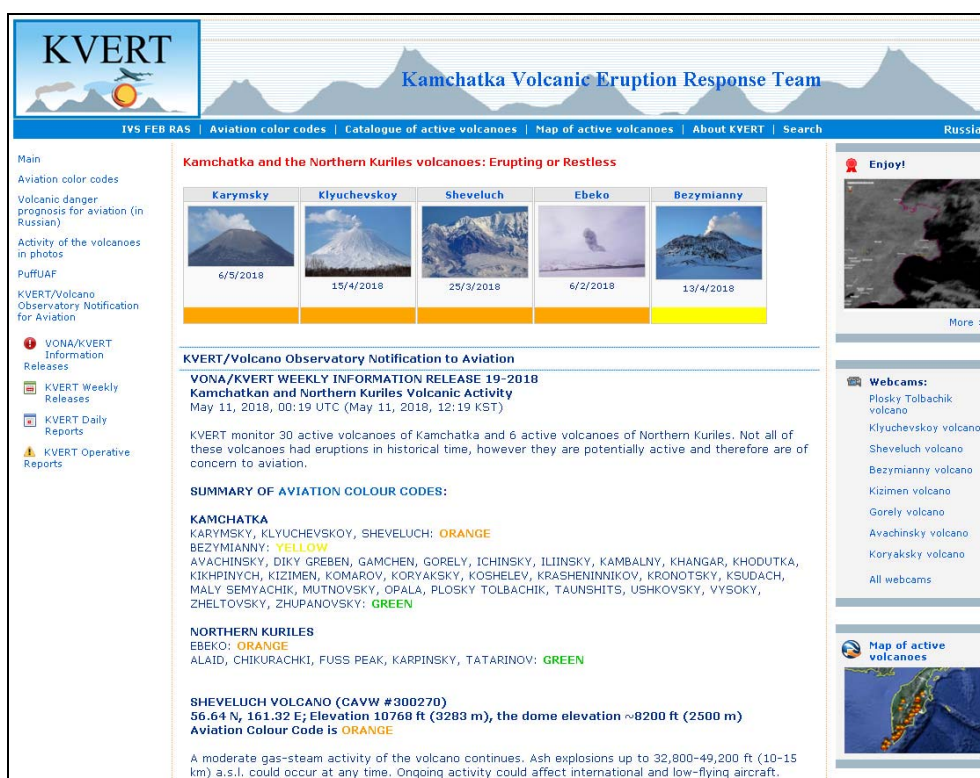 KVERT
Kamchatka Volcanic Eruption Response Team
IVS FEB RAS | Aviation color codes | Catalogue of active volcanoes | Map of active volcanoes | About KVERT | Search
Russia
Main
Aviation color codes
Volcanic danger
prognosis for aviation (in
Russian)
Activity of the volcanoes
in photos
PuffUAF
KVERT/Volcano
Observatory Notification
for Aviation
VONA/KVERT
Information
Releases
KVERT Weekly
Releases
KVERT Daily
Reports
KVERT Operative
Reports
Kamchatka and the Northern Kuriles volcanoes: Erupting or Restless
Karymsky
Klyuchevskoy
Sheveluch
Ebeko
Bezymianny
6/5/2018
15/4/2018
25/3/2018
6/2/2018
13/4/2018
KVERT/Volcano Observatory Notification to Aviation
VONA/KVERT WEEKLY INFORMATION RELEASE 19-2018
Kamchatkan and Northern Kuriles Volcanic Activity
May 11, 2018, 00:19 UTC (May 11, 2018, 12:19 KST)
KVERT monitor 30 active volcanoes of Kamchatka and 6 active volcanoes of Northern Kuriles. Not all of
these volcanoes had eruptions in historical time, however they are potentially active and therefore are of
concern to aviation.
SUMMARY OF AVIATION COLOUR CODES:
KAMCHATKA
KARYMSKY, KLYUCHEVSKOY, SHEVELUCH: ORANGE
BEZYMIANNY: YELLOW
AVACHINSKY, DIKY GREBEN, GAMCHEN, GORELY, ICHINSKY, ILIINSKY, KAMBALNY, KHANGAR, KHODUTKA,
KIKHPINYCH, KIZIMEN, KOMAROV, KORYAKSKY, KOSHELEV, KRASHENINNIKOV, KRONOTSKY, KSUDACH,
MALY SEMYACHIK, MUTNOVSKY, OPALA, PLOSKY TOLBACHIK, TAUNSHITS, USHKOVSKY, VYSOKY,
ZHELTOVSKY, ZHUPANOVSKY: GREEN
NORTHERN KURILES
EBEKO: ORANGE
ALAID, CHIKURACHKI, FUSS PEAK, KARPINSKY, TATARINOV: GREEN
SHEVELUCH VOLCANO (CAVW #300270)
56.64 N, 161.32 E; Elevation 10768 ft (3283 m), the dome elevation ~8200 ft (2500 m)
Aviation Colour Code is ORANGE
A moderate gas-steam activity of the volcano continues. Ash explosions up to 32,800-49,200 ft (10-15
km) a.s.l. could occur at any time. Ongoing activity could affect international and low-flying aircraft.
Enjoy!
More
Webcams:
Plosky Tolbachik
volcano
Klyuchevskoy volcano
Sheveluch volcano
Bezymianny volcano
Kizimen volcano
Gorely volcano
Avachinsky volcano
Koryaksky volcano
All webcams
Map of active
volcanoes